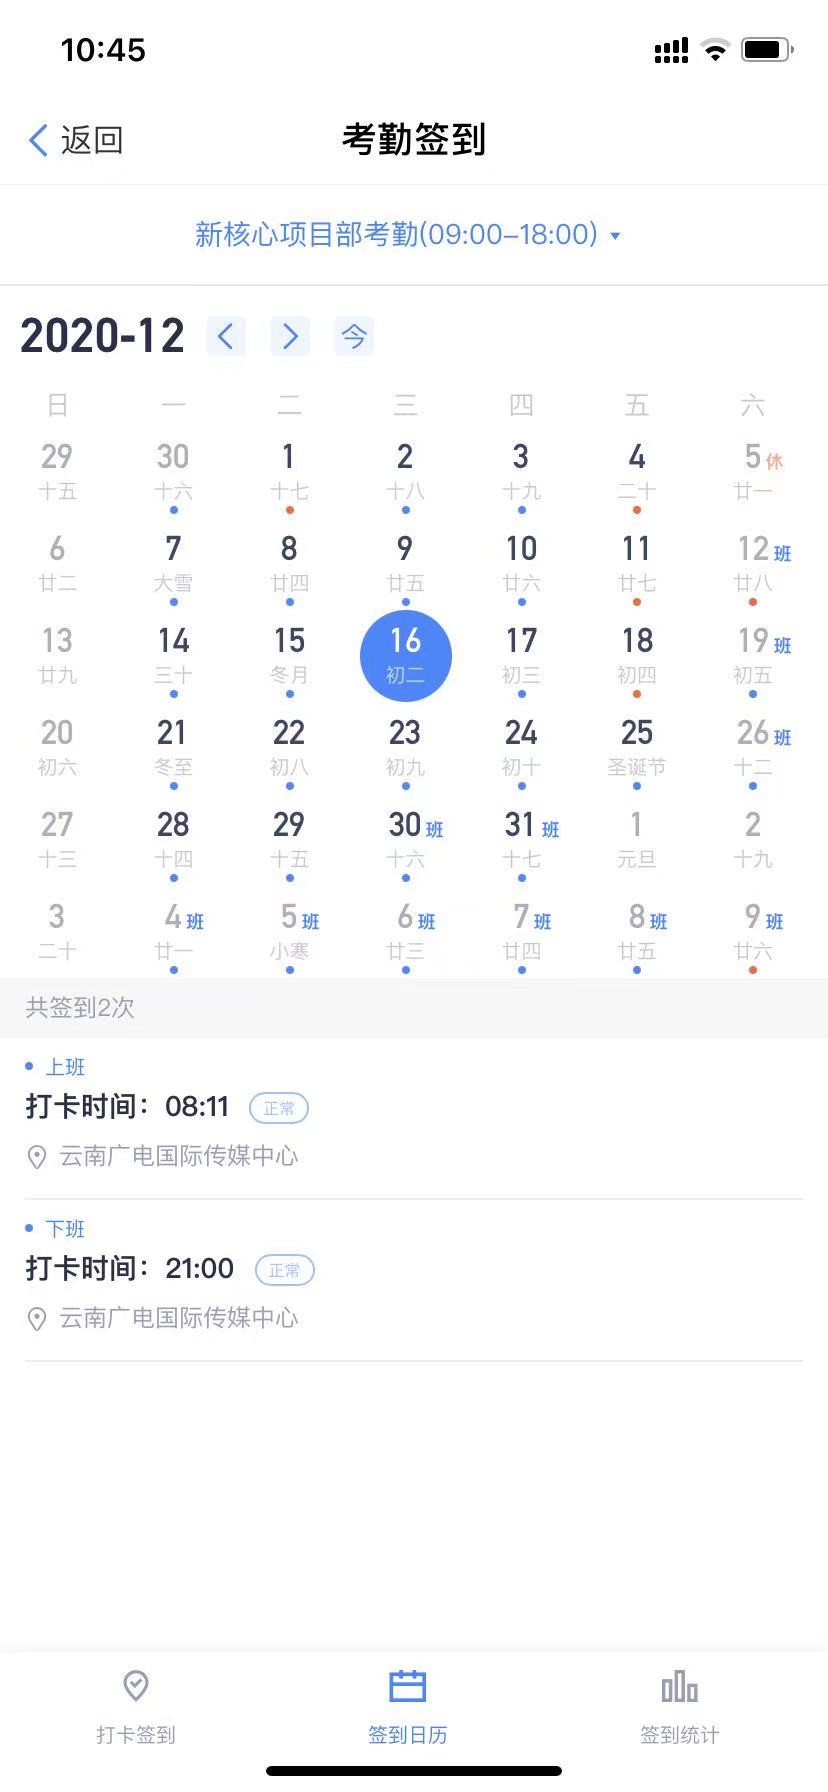 10:45
返回
考勤签到
新核心项目部考勤(09:00-18:00)
2020-12 今
日 一 二 三 四 五 六
29 30 1 2 3 4 5 休
十五 十六 十七 十八 十九 二十 廿一
6 7 8 9 10 11 12 班
廿二 大雪 廿四 廿五 廿六 廿七 廿八
13 14 15 16 17 18 19 班
廿九 三十 冬月 初二 初三 初四 初五
20 21 22 23 24 25 26 班
初六 冬至 初八 初九 初十 圣诞节 十二
27 28 29 30 班 31 班 1 2
十三 十四 十五 十六 十七 元旦 十九
3 4 班 5 班 6 班 7 班 8 班 9 班
二十 廿一 小寒 廿三 廿四 廿五 廿六
共签到2次
上班
打卡时间：08:11 正常
云南广电国际传媒中心
下班
打卡时间：21:00 正常
云南广电国际传媒中心
打卡签到 签到日历 签到统计